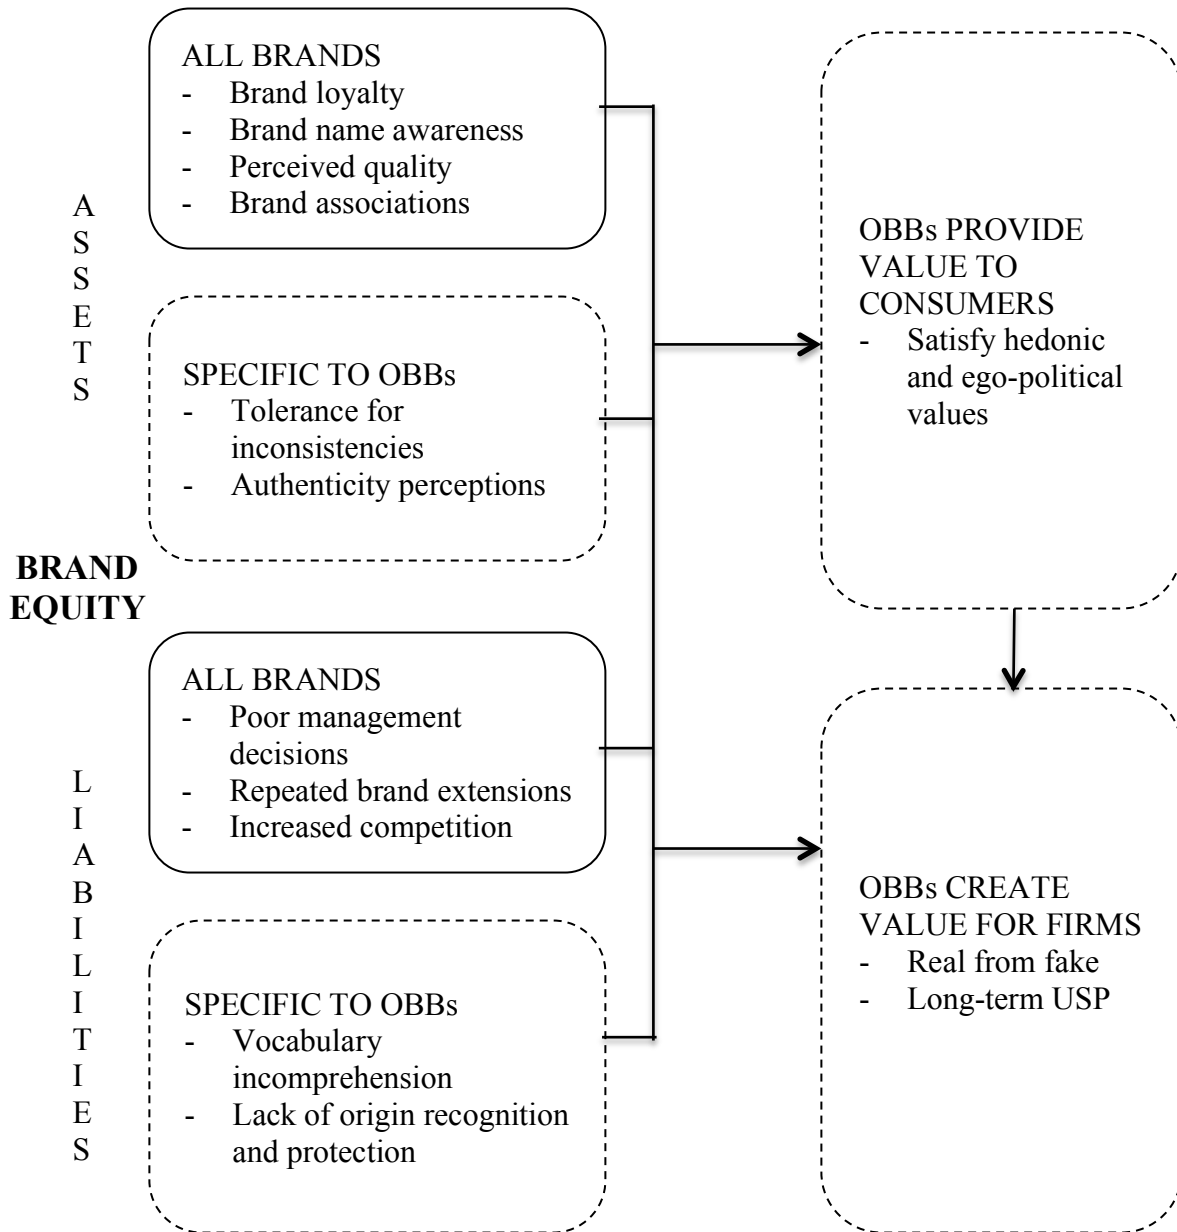 ALL BRANDS
- Brand loyalty
- Brand name awareness
- Perceived quality
- Brand associations
ASSETS
SPECIFIC TO OBBs
- Tolerance for
inconsistencies
- Authenticity perceptions
BRAND
EQUITY
ALL BRANDS
- Poor management
decisions
- Repeated brand extensions
- Increased competition
LIABILITIES
SPECIFIC TO OBBs
- Vocabulary
incomprehension
- Lack of origin recognition
and protection
OBBs PROVIDE
VALUE TO
CONSUMERS
- Satisfy hedonic
and ego-political
values
OBBs CREATE
VALUE FOR FIRMS
- Real from fake
- Long-term USP